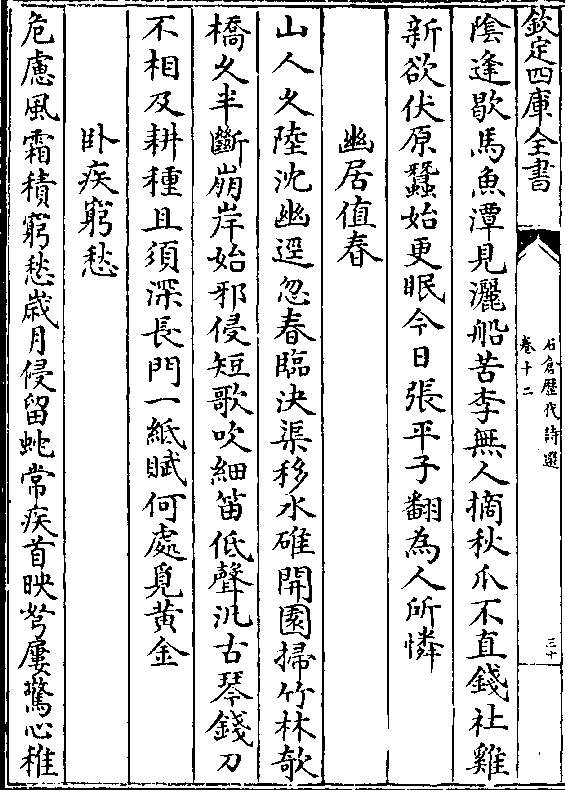 欽定四庫全書
石倉歷代詩選
卷十二
三十
陰逢歇馬魚潭見灑船苦李無人摘秋爪不直錢社雞
新欲伏原蠶始更眠今日張平子翻為人所憐
幽居值春
山人乆陸沈幽逕忽春臨決渠移水碓開園掃竹林欹
橋乆半斷崩岸始邪侵短歌吹細笛低聲汎古琴錢刀
不相及耕種且須深長門一紙賦何處覓黃金
卧疾窮愁
危慮風霜積窮愁歲月侵留虵常疾首映弩屢驚心稚